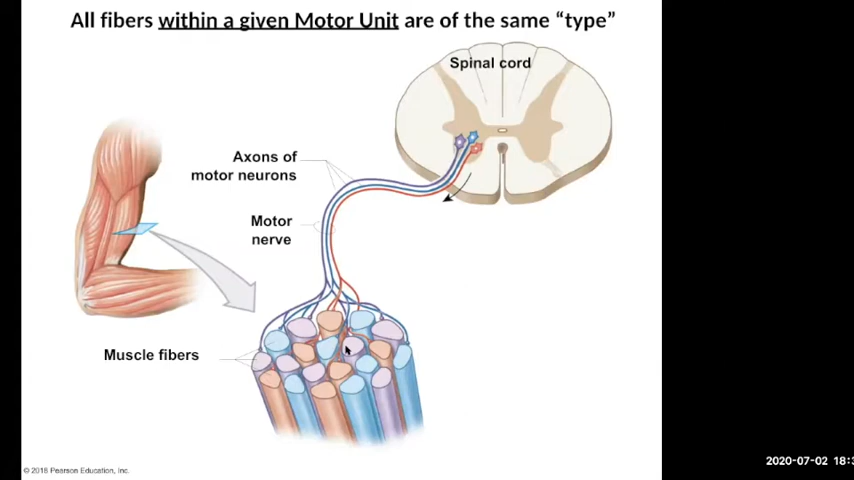 All fibers within a given Motor Unit are of the same “type”
Spinal cord
Axons of
motor neurons
Motor
nerve
Muscle fibers
© 2018 Pearson Education, Inc.
2020-07-02 18:3